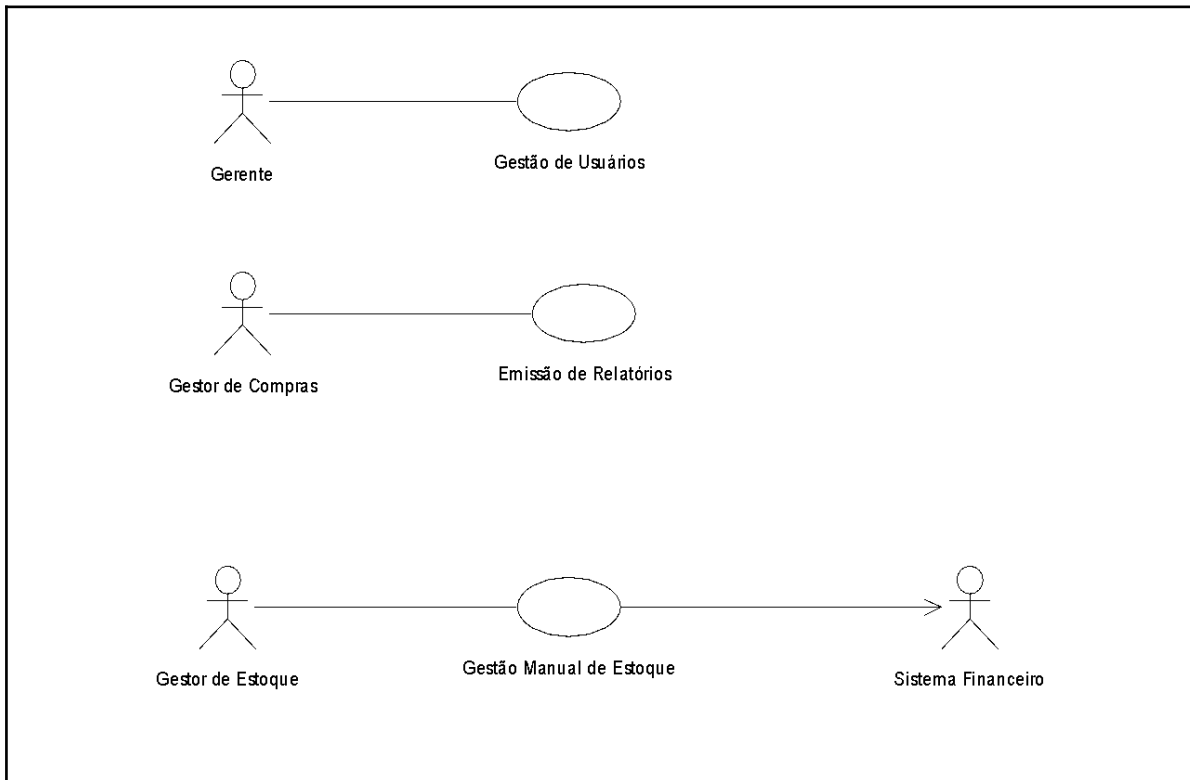 Gerente
Gestão de Usuários
Gestor de Compras
Emissão de Relatórios
Gestor de Estoque
Gestão Manual de Estoque
Sistema Financeiro